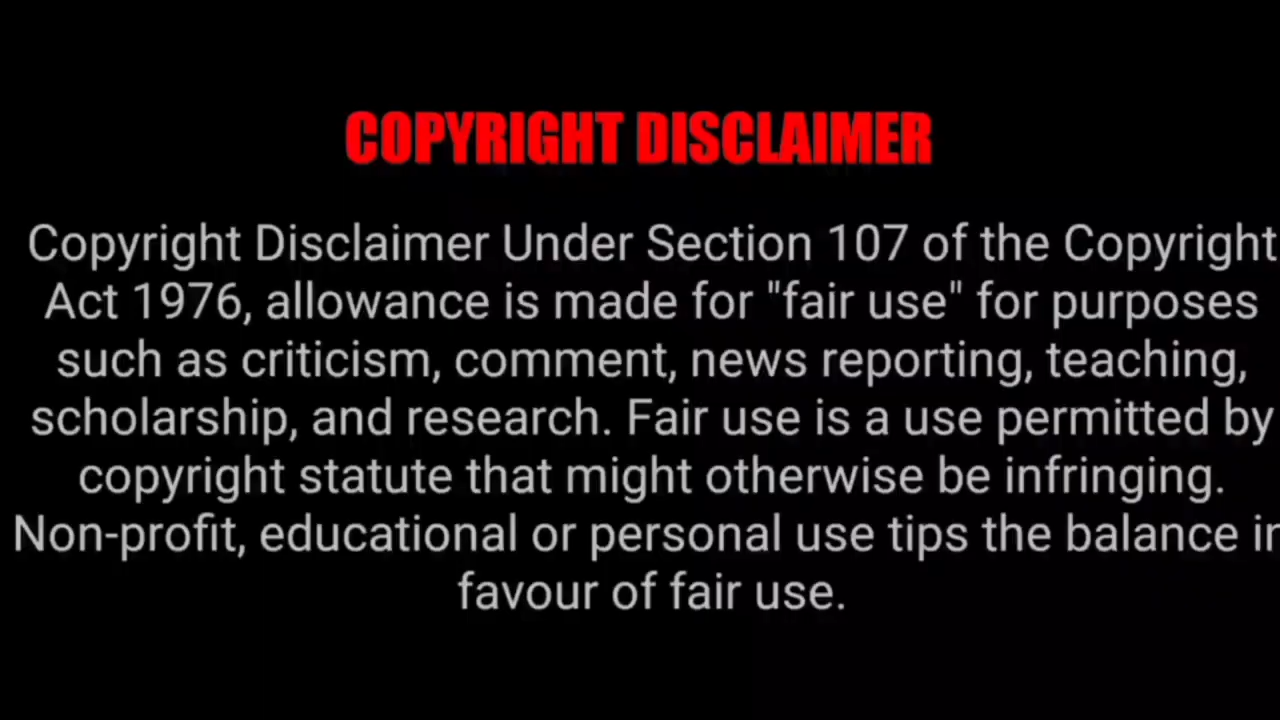 COPYRIGHT DISCLAIMER
Copyright Disclaimer Under Section 107 of the Copyright
Act 1976, allowance is made for "fair use" for purposes
such as criticism, comment, news reporting, teaching,
scholarship, and research. Fair use is a use permitted by
copyright statute that might otherwise be infringing.
Non-profit, educational or personal use tips the balance in
favour of fair use.